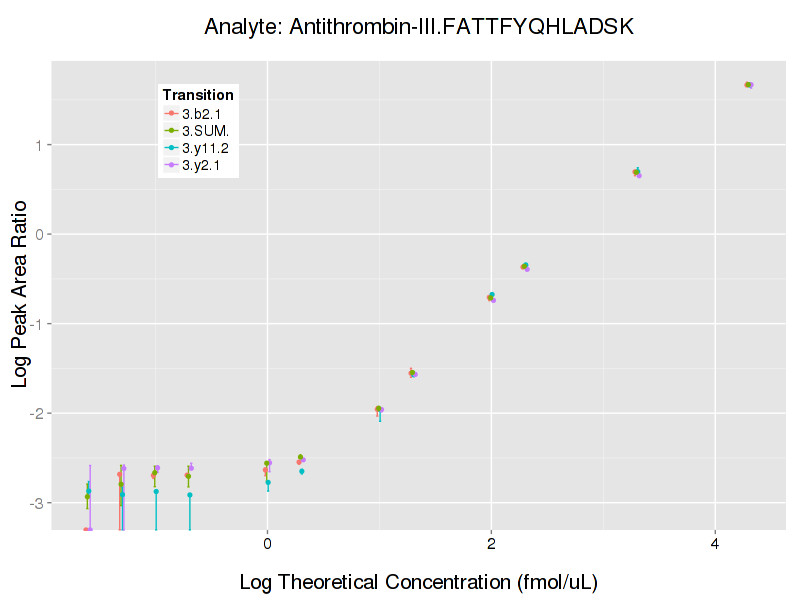 Analyte: Antithrombin-III.FATTFYQHLADSK
Transition
3.b2.1
3.SUM.
3.y11.2
3.y2.1
Log Peak Area Ratio
1
0
-1
-2
-3
0
2
4
Log Theoretical Concentration (fmol/uL)